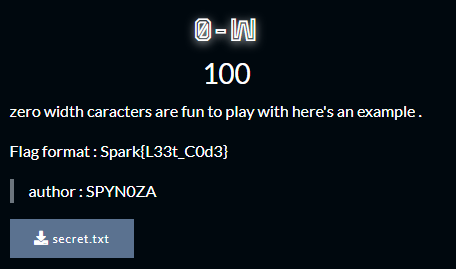 0-W
100
zero width caracters are fun to play with here's an example .
Flag format : Spark{L33t_C0d3}
author : SPYN0ZA
secret.txt